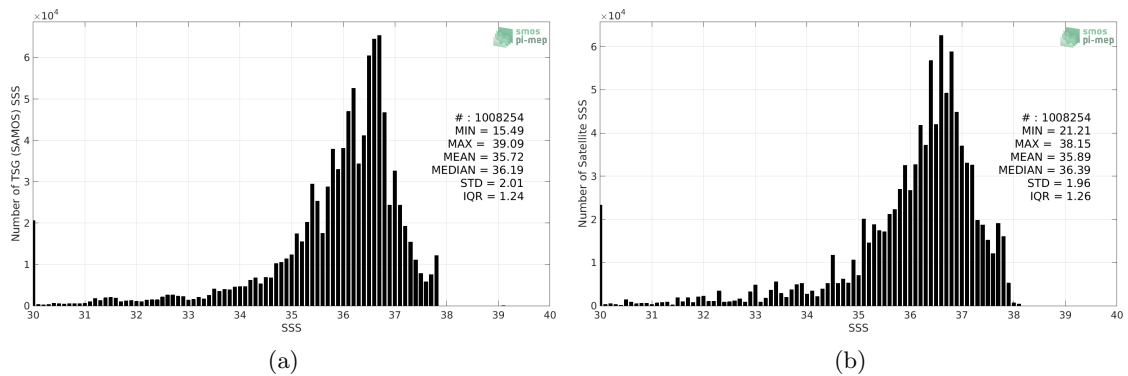 ×10⁴
smos
pi-mep
Number of TSG (SAMOS) SSS
6
5
4
3
2
1
0
# : 1008254
MIN = 15.49
MAX = 39.09
MEAN = 35.72
MEDIAN = 36.19
STD = 2.01
IQR = 1.24
30 31 32 33 34 35 36 37 38 39 40
SSS
(a)
×10⁴
smos
pi-mep
Number of Satellite SSS
6
5
4
3
2
1
0
# : 1008254
MIN = 21.21
MAX = 38.15
MEAN = 35.89
MEDIAN = 36.39
STD = 1.96
IQR = 1.26
30 31 32 33 34 35 36 37 38 39 40
SSS
(b)